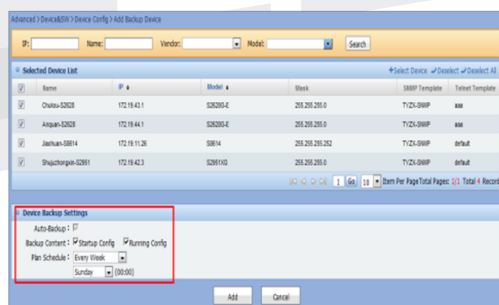 Advanced > Device&SW > Device Config > Add Backup Device
IP: Name: Vendor: Model: Search
Selected Device List Select Device Deselect Deselect All
Name IP Model Mask SNMP Template Telnet Template
Chukou-S2628 172.19.43.1 S2628G-E 255.255.255.0 TYZX-SNMP aaa
Anquan-S2628 172.19.44.1 S2628G-E 255.255.255.0 TYZX-SNMP aaa
Jiashuan-S8614 172.19.11.26 S8614 255.255.255.252 TYZX-SNMP default
Shujuzhongxin-S2951 172.19.42.3 S2951XG 255.255.255.0 TYZX-SNMP default
1 Go 10 Item Per Page Total Pages: 1/1 Total 4 Record
Device Backup Settings
Auto-Backup:
Backup Content: Startup Config Running Config
Plan Schedule: Every Week
Sunday (00:00)
Add Cancel